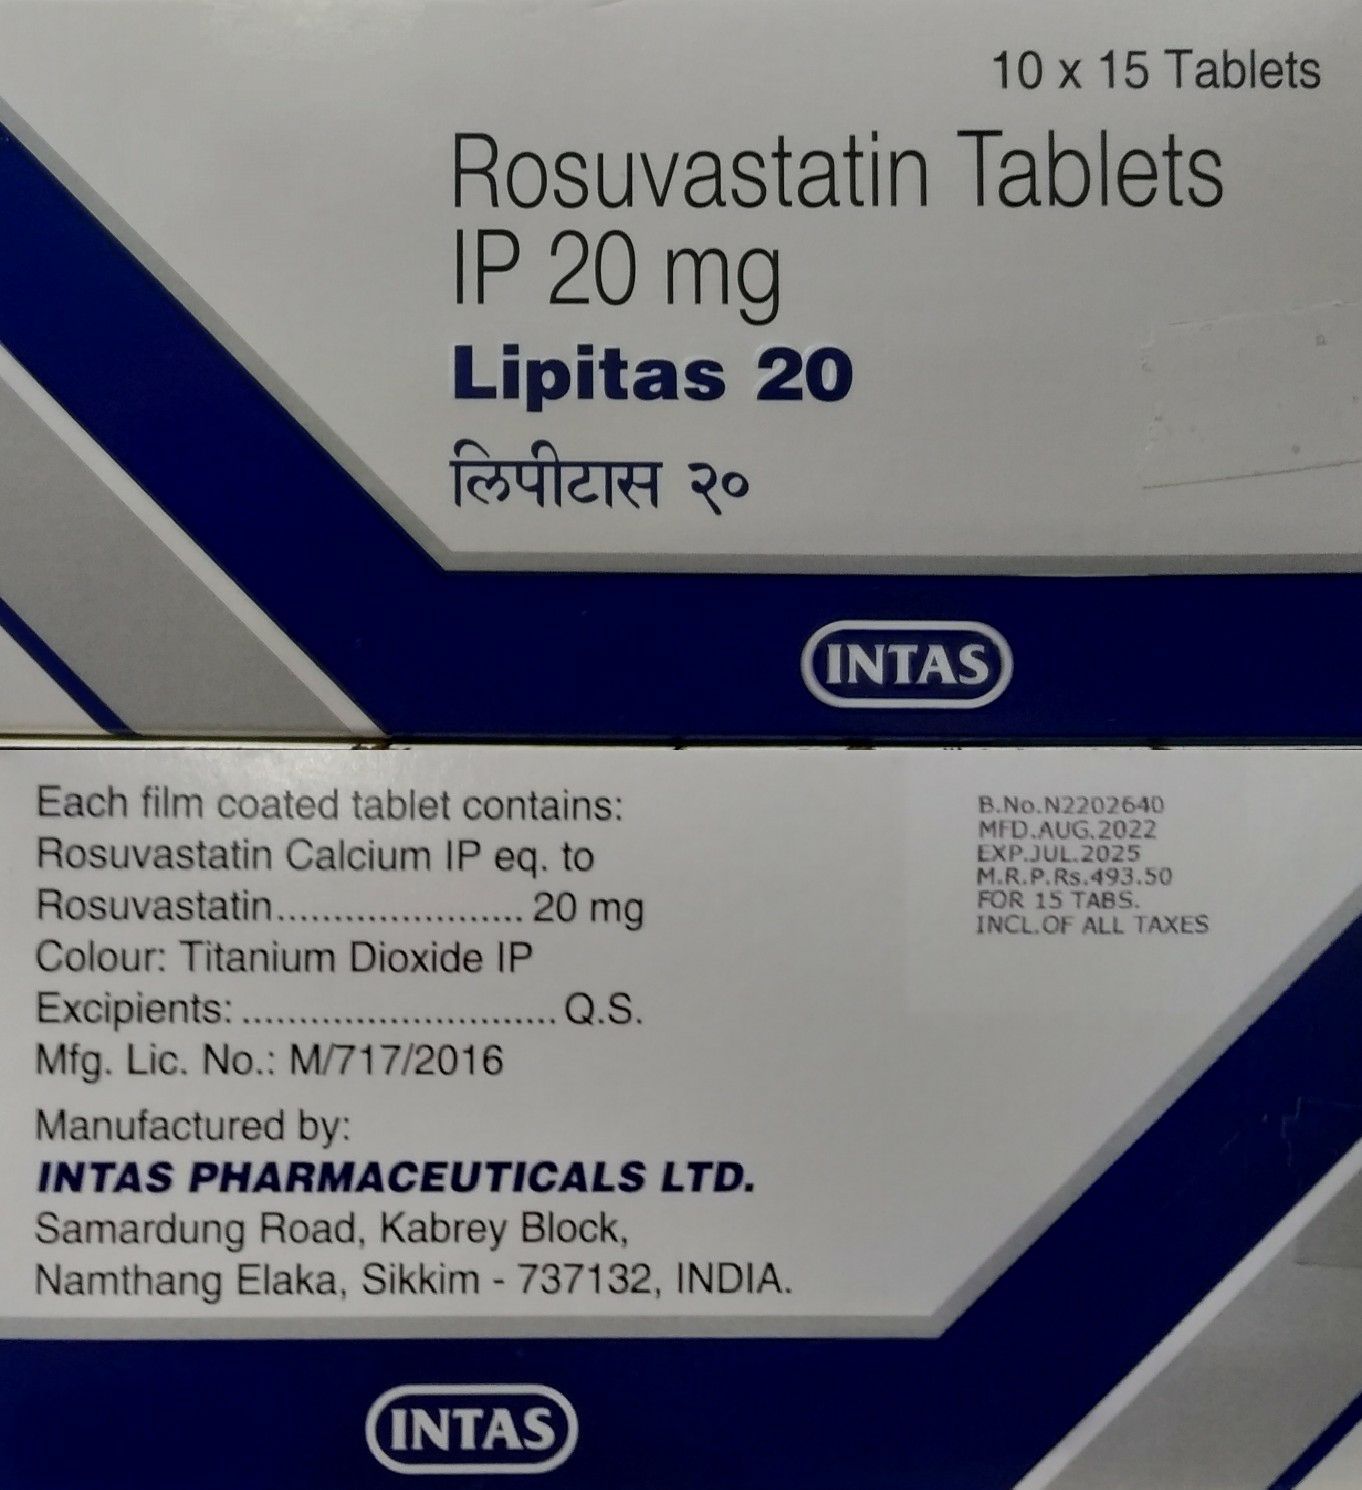 10 x 15 Tablets
Rosuvastatin Tablets
IP 20 mg
Lipitas 20
लिपीटास २०
INTAS
Each film coated tablet contains:
Rosuvastatin Calcium IP eq. to
Rosuvastatin...................... 20 mg
Colour: Titanium Dioxide IP
Excipients: ............................ Q.S.
Mfg. Lic. No.: M/717/2016
Manufactured by:
INTAS PHARMACEUTICALS LTD.
Samardung Road, Kabrey Block,
Namthang Elaka, Sikkim - 737132, INDIA.
B.No.N2202640
MFD.AUG.2022
EXP.JUL.2025
M.R.P.Rs.493.50
FOR 15 TABS.
INCL.OF ALL TAXES
INTAS